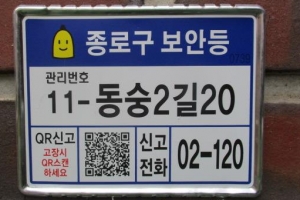 종로구 보안등
관리번호
11-동숭2길20
QR신고
고장시
QR스캔
하세요
신고
전화
02-120